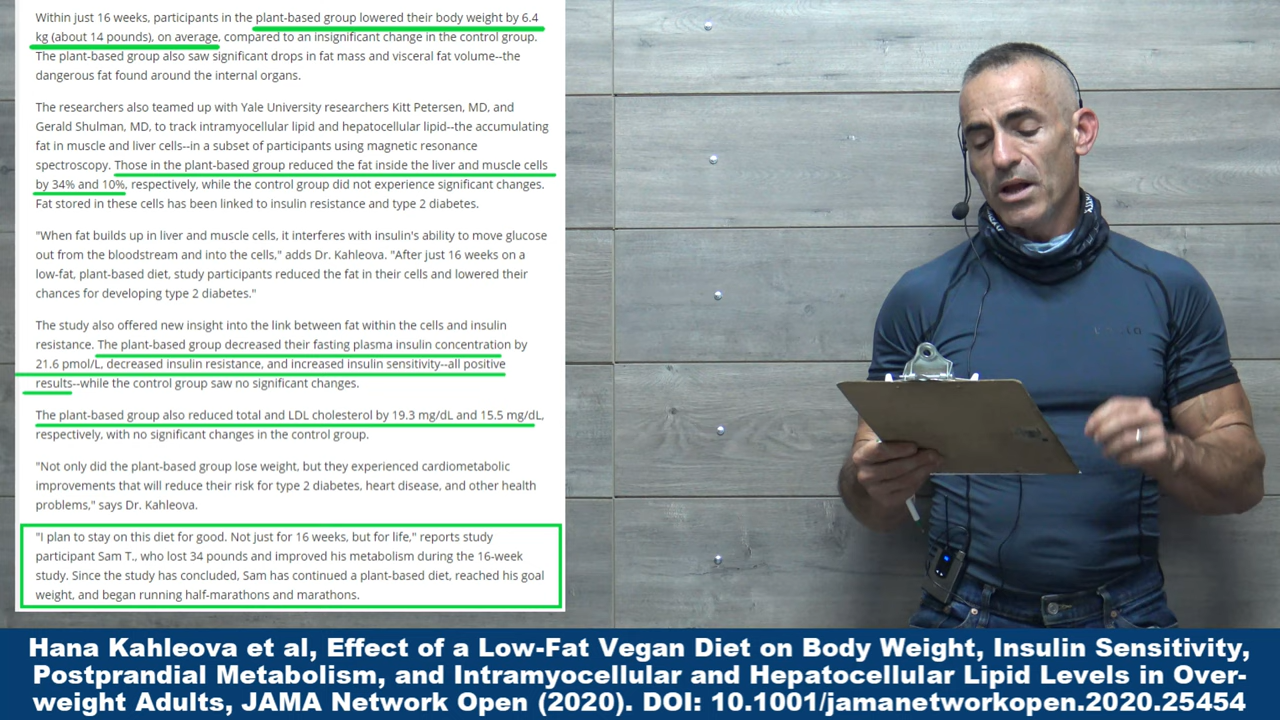 Within just 16 weeks, participants in the plant-based group lowered their body weight by 6.4
kg (about 14 pounds), on average, compared to an insignificant change in the control group.
The plant-based group also saw significant drops in fat mass and visceral fat volume--the
dangerous fat found around the internal organs.
The researchers also teamed up with Yale University researchers Kitt Petersen, MD, and
Gerald Shulman, MD, to track intramyocellular lipid and hepatocellular lipid--the accumulating
fat in muscle and liver cells--in a subset of participants using magnetic resonance
spectroscopy. Those in the plant-based group reduced the fat inside the liver and muscle cells
by 34% and 10%, respectively, while the control group did not experience significant changes.
Fat stored in these cells has been linked to insulin resistance and type 2 diabetes.
"When fat builds up in liver and muscle cells, it interferes with insulin's ability to move glucose
out from the bloodstream and into the cells," adds Dr. Kahleova. "After just 16 weeks on a
low-fat, plant-based diet, study participants reduced the fat in their cells and lowered their
chances for developing type 2 diabetes."
The study also offered new insight into the link between fat within the cells and insulin
resistance. The plant-based group decreased their fasting plasma insulin concentration by
21.6 pmol/L, decreased insulin resistance, and increased insulin sensitivity--all positive
results--while the control group saw no significant changes.
The plant-based group also reduced total and LDL cholesterol by 19.3 mg/dL and 15.5 mg/dL,
respectively, with no significant changes in the control group.
"Not only did the plant-based group lose weight, but they experienced cardiometabolic
improvements that will reduce their risk for type 2 diabetes, heart disease, and other health
problems," says Dr. Kahleova.
"I plan to stay on this diet for good. Not just for 16 weeks, but for life," reports study
participant Sam T., who lost 34 pounds and improved his metabolism during the 16-week
study. Since the study has concluded, Sam has continued a plant-based diet, reached his goal
weight, and began running half-marathons and marathons.
Hana Kahleova et al, Effect of a Low-Fat Vegan Diet on Body Weight, Insulin Sensitivity,
Postprandial Metabolism, and Intramyocellular and Hepatocellular Lipid Levels in Over-
weight Adults, JAMA Network Open (2020). DOI: 10.1001/jamanetworkopen.2020.25454